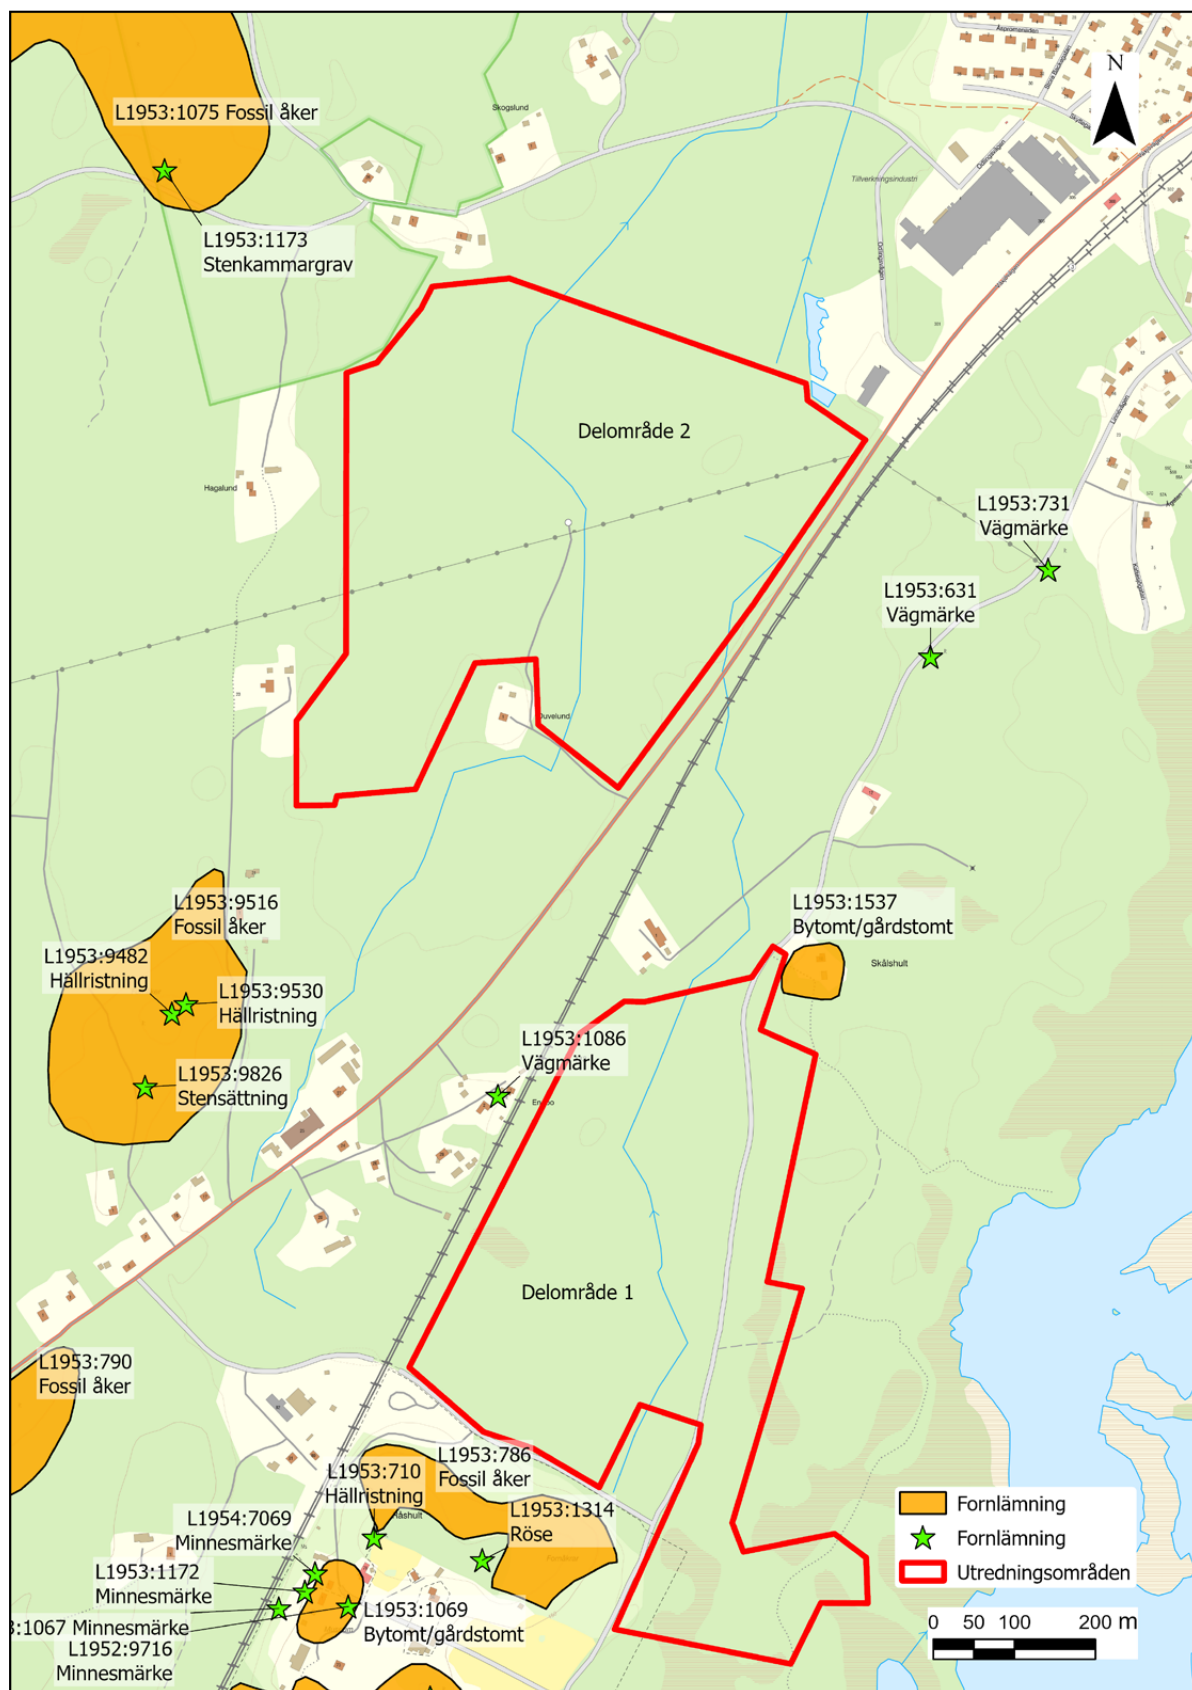 Åspromenaden
N
L1953:1075 Fossil åker
Skogslund
Tillverkningsindustri
L1953:1173
Stenkammargrav
Delområde 2
Hagalund
L1953:731
Vägmärke
L1953:631
Vägmärke
Duvelund
L1953:9516
Fossil åker
L1953:1537
Bytomt/gårdstomt
L1953:9482
Hällristning
Skålshult
L1953:9530
Hällristning
L1953:1086
Vägmärke
L1953:9826
Stensättning
Delområde 1
L1953:790
Fossil åker
L1953:786
Fossil åker
L1953:710
Hällristning
L1953:1314
Röse
L1954:7069
Minnesmärke
L1953:1172
Minnesmärke
3:1067 Minnesmärke
L1953:1069
Bytomt/gårdstomt
L1952:9716
Minnesmärke
Fornlämning
Fornlämning
Utredningsområden
0 50 100 200 m